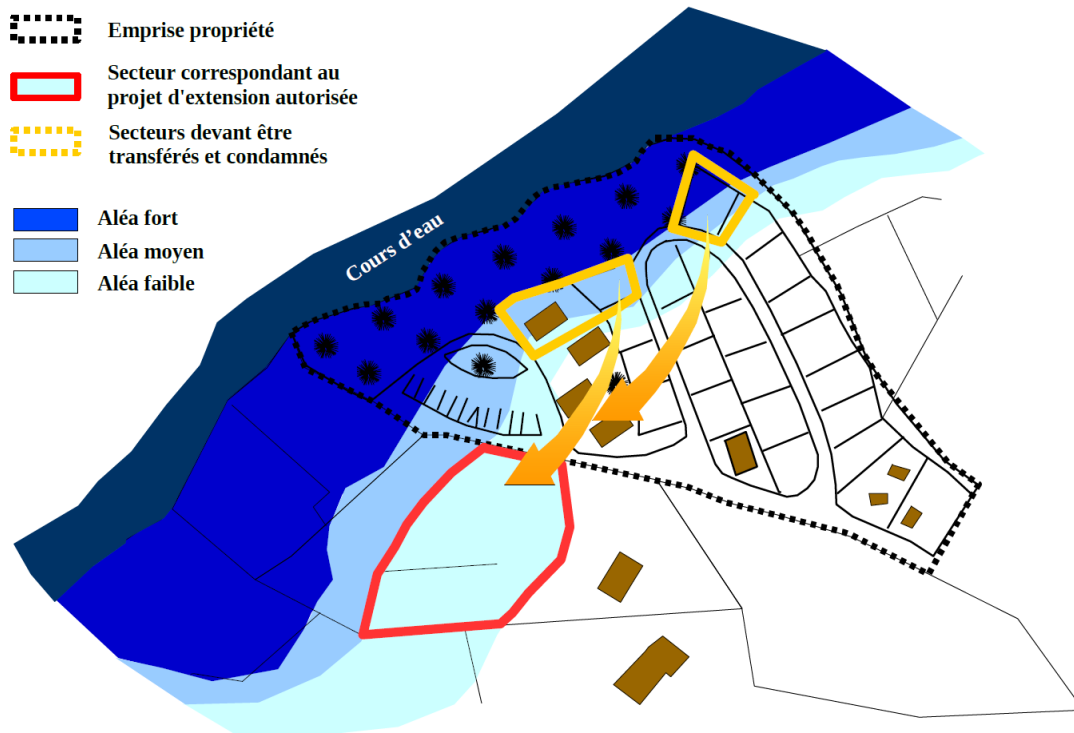 Emprise propriété
Secteur correspondant au
projet d'extension autorisée
Secteurs devant être
transférés et condamnés
Aléa fort
Aléa moyen
Aléa faible
Cours d’eau